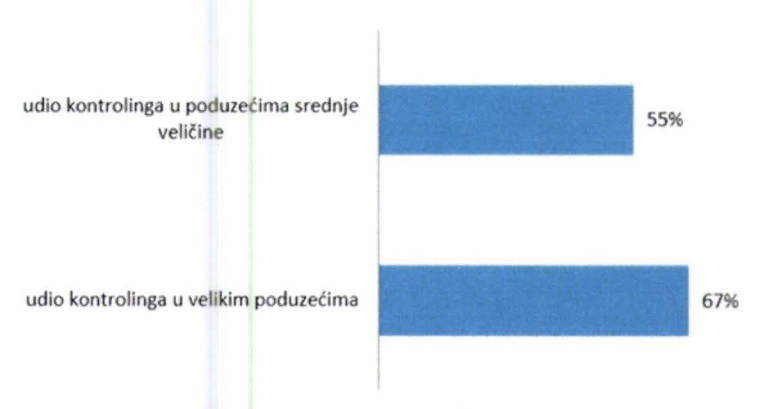 udio kontrolinga u poduzećima srednje
veličine
55%
udio kontrolinga u velikim poduzećima
67%